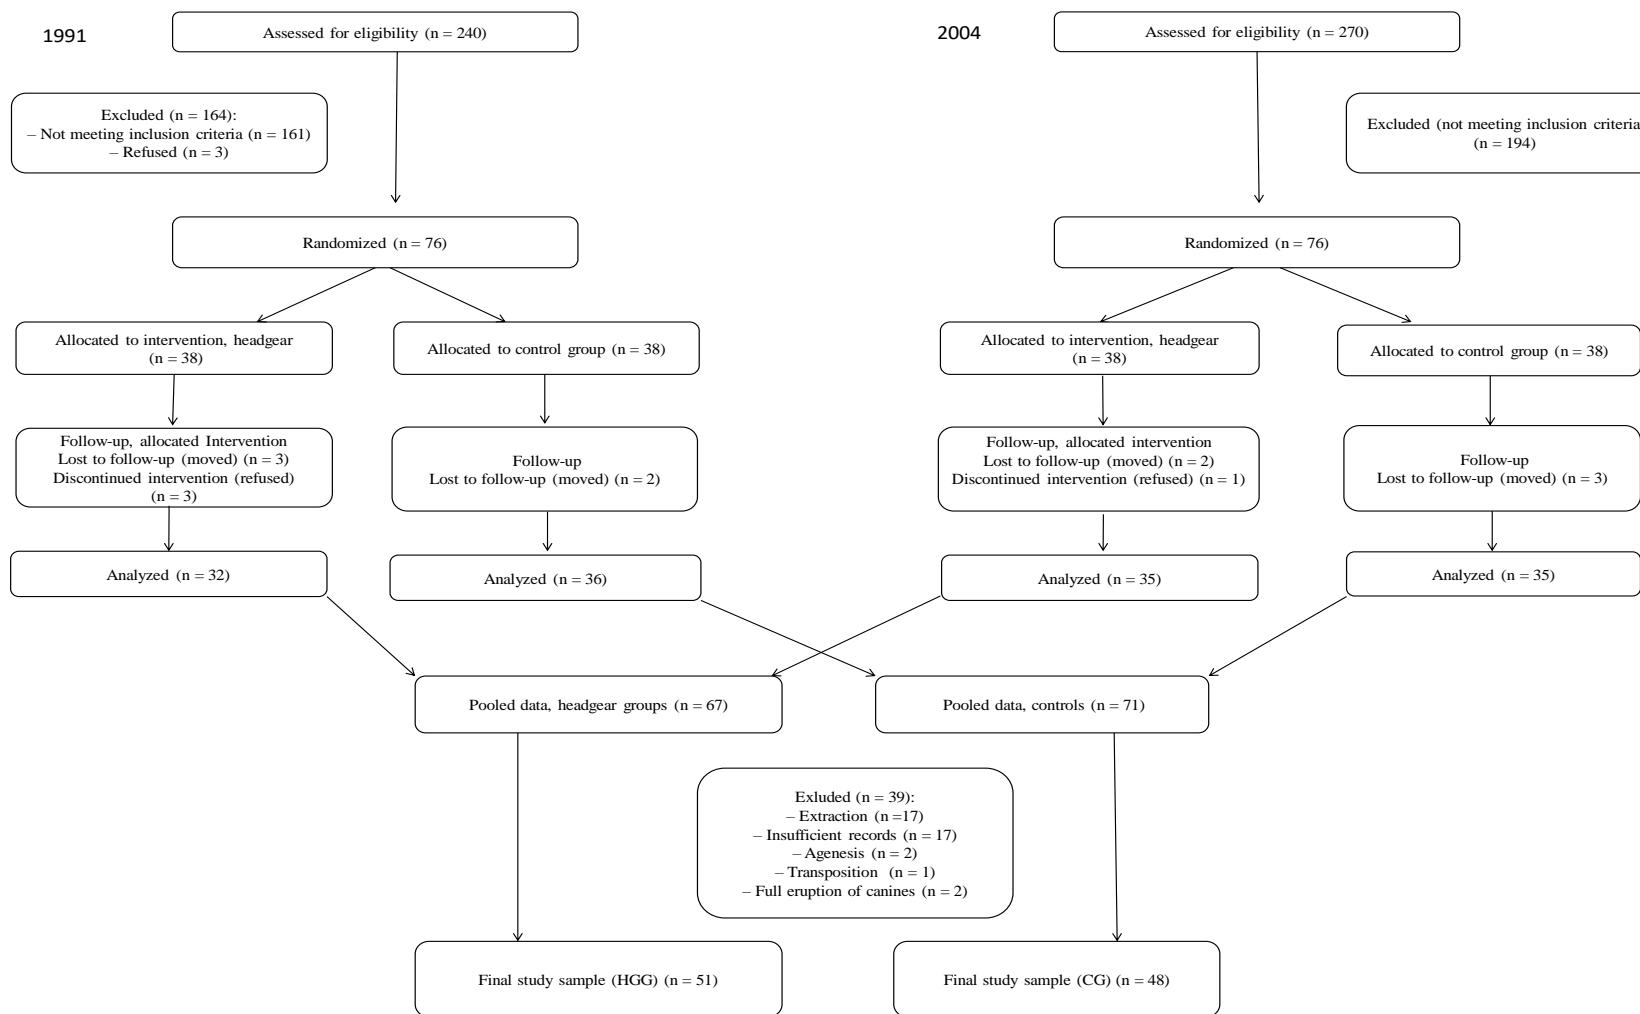 1991
Assessed for eligibility (n = 240)
Excluded (n = 164):
– Not meeting inclusion criteria (n = 161)
– Refused (n = 3)
Randomized (n = 76)
Allocated to intervention, headgear
(n = 38)
Allocated to control group (n = 38)
Follow-up, allocated Intervention
Lost to follow-up (moved) (n = 3)
Discontinued intervention (refused)
(n = 3)
Follow-up
Lost to follow-up (moved) (n = 2)
Analyzed (n = 32)
Analyzed (n = 36)
2004
Assessed for eligibility (n = 270)
Excluded (not meeting inclusion criteria
(n = 194)
Randomized (n = 76)
Allocated to intervention, headgear
(n = 38)
Allocated to control group (n = 38)
Follow-up, allocated intervention
Lost to follow-up (moved) (n = 2)
Discontinued intervention (refused) (n = 1)
Follow-up
Lost to follow-up (moved) (n = 3)
Analyzed (n = 35)
Analyzed (n = 35)
Pooled data, headgear groups (n = 67)
Pooled data, controls (n = 71)
Exluded (n = 39):
– Extraction (n =17)
– Insufficient records (n = 17)
– Agenesis (n = 2)
– Transposition (n = 1)
– Full eruption of canines (n = 2)
Final study sample (HGG) (n = 51)
Final study sample (CG) (n = 48)